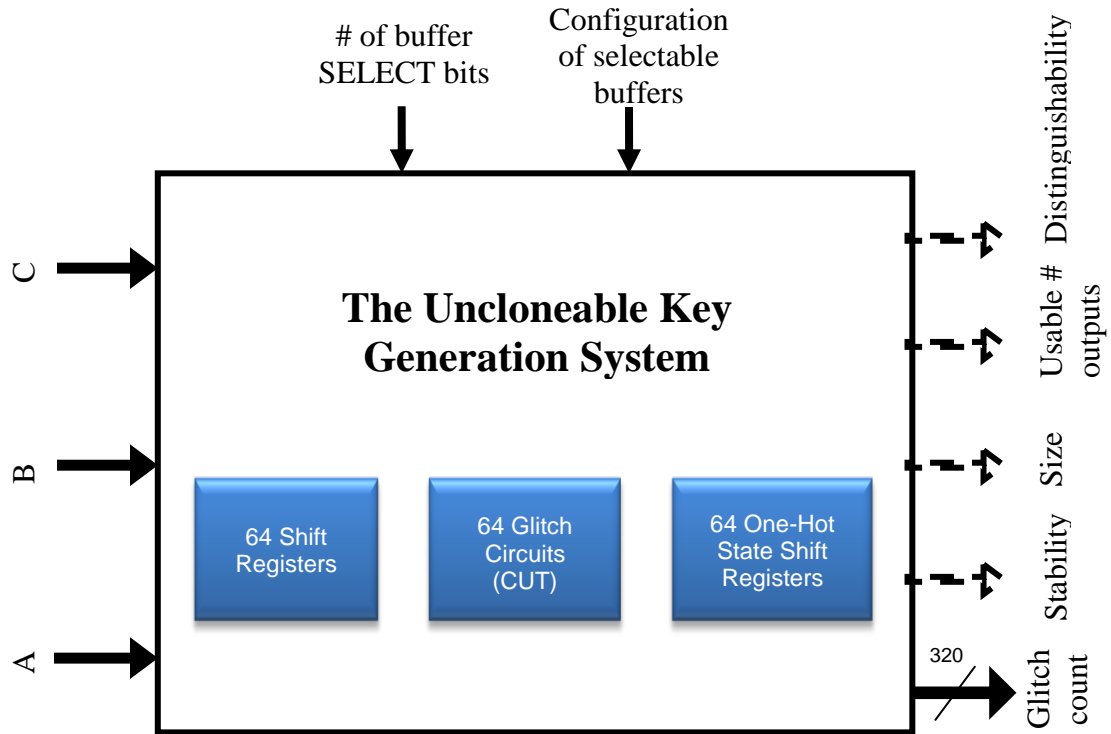 # of buffer
SELECT bits
Configuration
of selectable
buffers
C
B
A
The Uncloneable Key
Generation System
64 Shift
Registers
64 Glitch
Circuits
(CUT)
64 One-Hot
State Shift
Registers
Distinguishability
Usable #
outputs
Size
Stability
320
Glitch
count